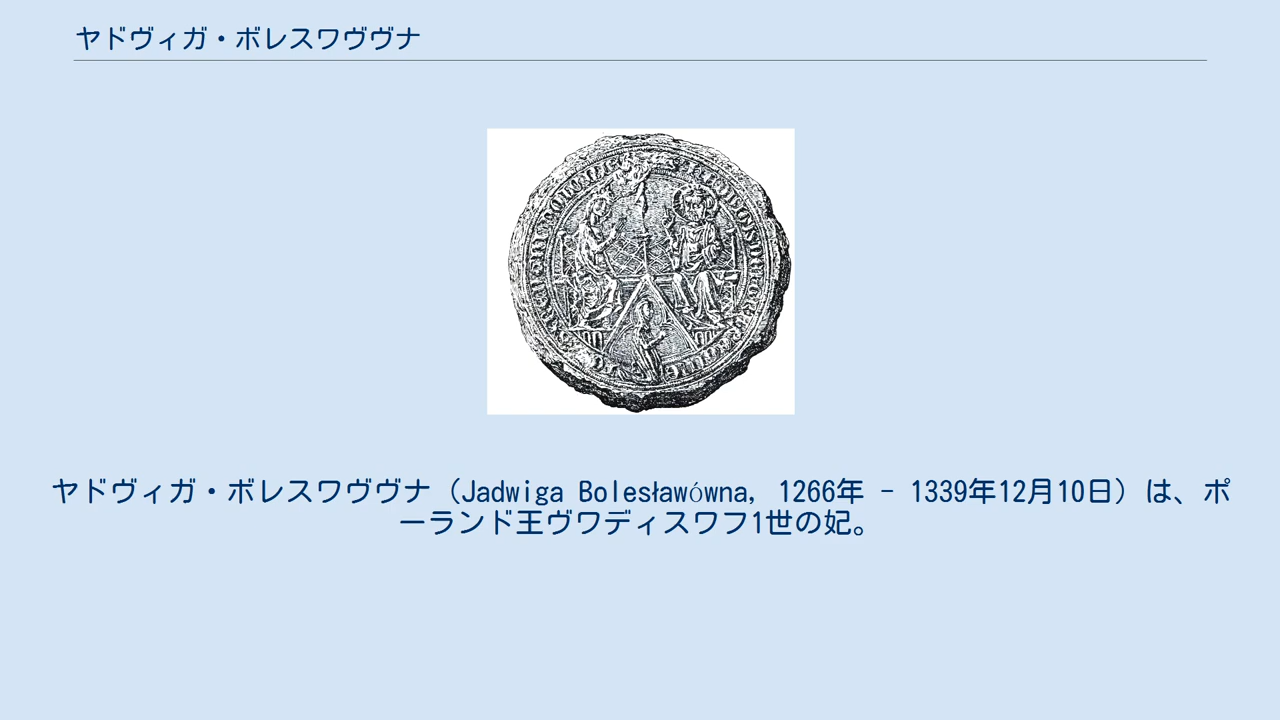 ヤドヴィガ・ボレスワヴヴナ
ヤドヴィガ・ボレスワヴヴナ（Jadwiga Bolesławówna, 1266年 - 1339年12月10日）は、ポ
ーランド王ヴワディスワフ1世の妃。